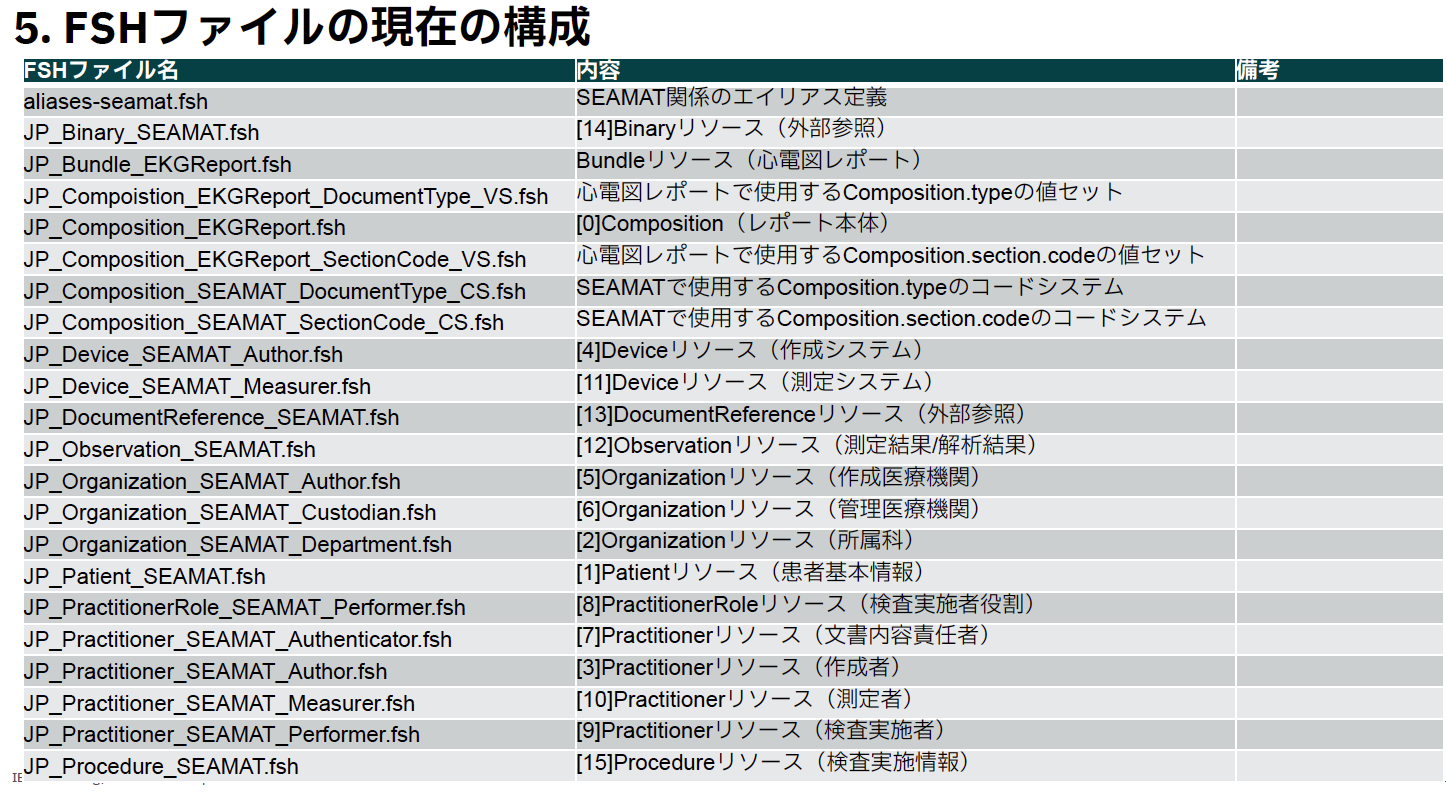 5. FSHファイルの現在の構成
FSHファイル名 内容 備考
aliases-seamat.fsh SEAMAT関係のエイリアス定義
JP_Binary_SEAMAT.fsh [14]Binaryリソース（外部参照）
JP_Bundle_EKGReport.fsh Bundleリソース（心電図レポート）
JP_Compoistion_EKGReport_DocumentType_VS.fsh 心電図レポートで使用するComposition.typeの値セット
JP_Composition_EKGReport.fsh [0]Composition（レポート本体）
JP_Composition_EKGReport_SectionCode_VS.fsh 心電図レポートで使用するComposition.section.codeの値セット
JP_Composition_SEAMAT_DocumentType_CS.fsh SEAMATで使用するComposition.typeのコードシステム
JP_Composition_SEAMAT_SectionCode_CS.fsh SEAMATで使用するComposition.section.codeのコードシステム
JP_Device_SEAMAT_Author.fsh [4]Deviceリソース（作成システム）
JP_Device_SEAMAT_Measurer.fsh [11]Deviceリソース（測定システム）
JP_DocumentReference_SEAMAT.fsh [13]DocumentReferenceリソース（外部参照）
JP_Observation_SEAMAT.fsh [12]Observationリソース（測定結果/解析結果）
JP_Organization_SEAMAT_Author.fsh [5]Organizationリソース（作成医療機関）
JP_Organization_SEAMAT_Custodian.fsh [6]Organizationリソース（管理医療機関）
JP_Organization_SEAMAT_Department.fsh [2]Organizationリソース（所属科）
JP_Patient_SEAMAT.fsh [1]Patientリソース（患者基本情報）
JP_PractitionerRole_SEAMAT_Performer.fsh [8]PractitionerRoleリソース（検査実施者役割）
JP_Practitioner_SEAMAT_Authenticator.fsh [7]Practitionerリソース（文書内容責任者）
JP_Practitioner_SEAMAT_Author.fsh [3]Practitionerリソース（作成者）
JP_Practitioner_SEAMAT_Measurer.fsh [10]Practitionerリソース（測定者）
JP_Practitioner_SEAMAT_Performer.fsh [9]Practitionerリソース（検査実施者）
JP_Procedure_SEAMAT.fsh [15]Procedureリソース（検査実施情報）